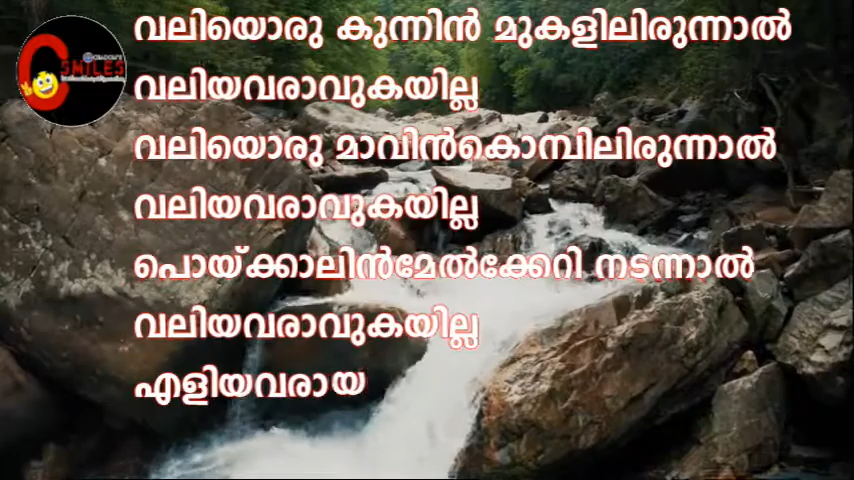 വലിയൊരു കുന്നിൻ മുകളിലിരുന്നാൽ
വലിയവരാവുകയില്ല
വലിയൊരു മാവിൻകൊമ്പിലിരുന്നാൽ
വലിയവരാവുകയില്ല
പൊയ്ക്കാലിൻമേൽക്കേറി നടന്നാൽ
വലിയവരാവുകയില്ല
എളിയവരായ
SMILES